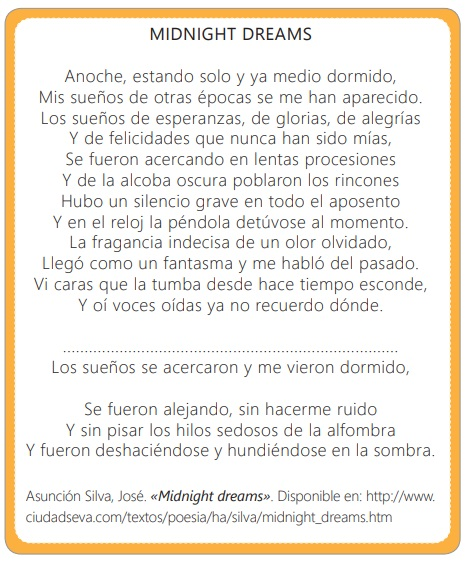 MIDNIGHT DREAMS
Anoche, estando solo y ya medio dormido,
Mis sueños de otras épocas se me han aparecido.
Los sueños de esperanzas, de glorias, de alegrías
Y de felicidades que nunca han sido mías,
Se fueron acercando en lentas procesiones
Y de la alcoba oscura poblaron los rincones
Hubo un silencio grave en todo el aposento
Y en el reloj la péndola detúvose al momento.
La fragancia indecisa de un olor olvidado,
Llegó como un fantasma y me habló del pasado.
Vi caras que la tumba desde hace tiempo esconde,
Y oí voces oídas ya no recuerdo dónde.
............................................................................
Los sueños se acercaron y me vieron dormido,
Se fueron alejando, sin hacerme ruido
Y sin pisar los hilos sedosos de la alfombra
Y fueron deshaciéndose y hundiéndose en la sombra.
Asunción Silva, José. «Midnight dreams». Disponible en: http://www.
ciudadseva.com/textos/poesia/ha/silva/midnight_dreams.htm